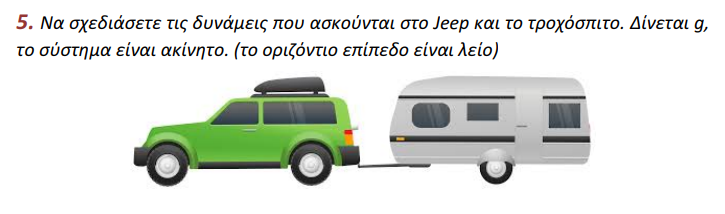 5. Να σχεδιάσετε τις δυνάμεις που ασκούνται στο Jeep και το τροχόσπιτο. Δίνεται g,
το σύστημα είναι ακίνητο. (το οριζόντιο επίπεδο είναι λείο)